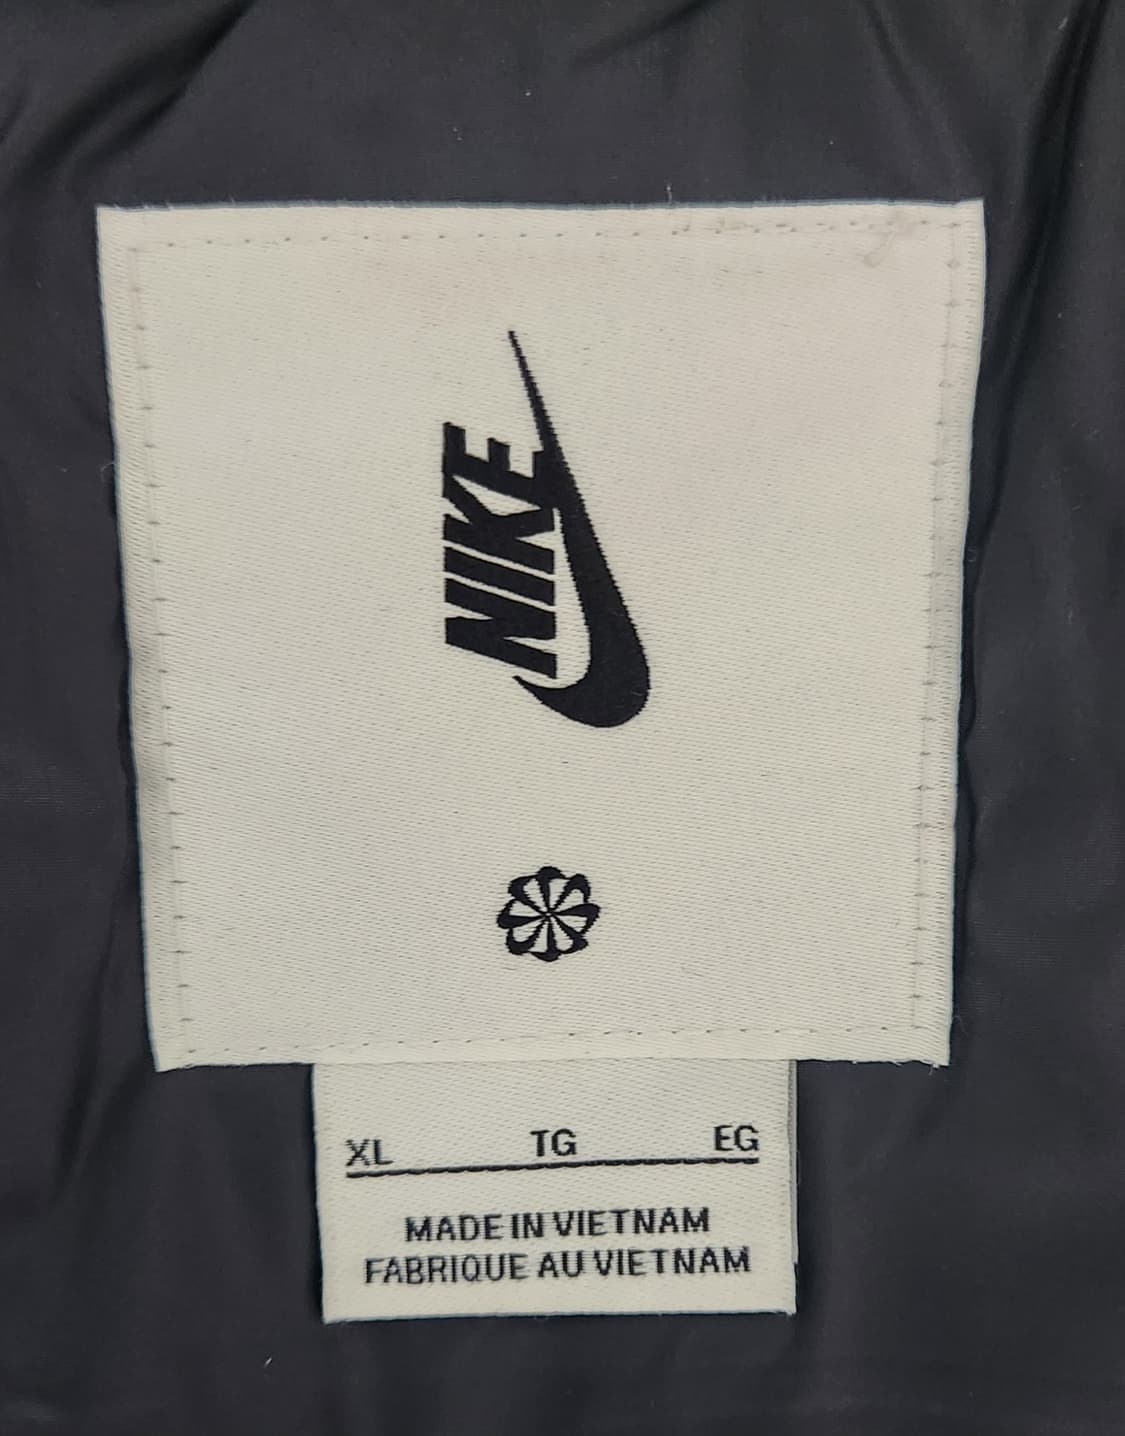 NIKE
XL TG EG
MADE IN VIETNAM
FABRIQUE AU VIETNAM